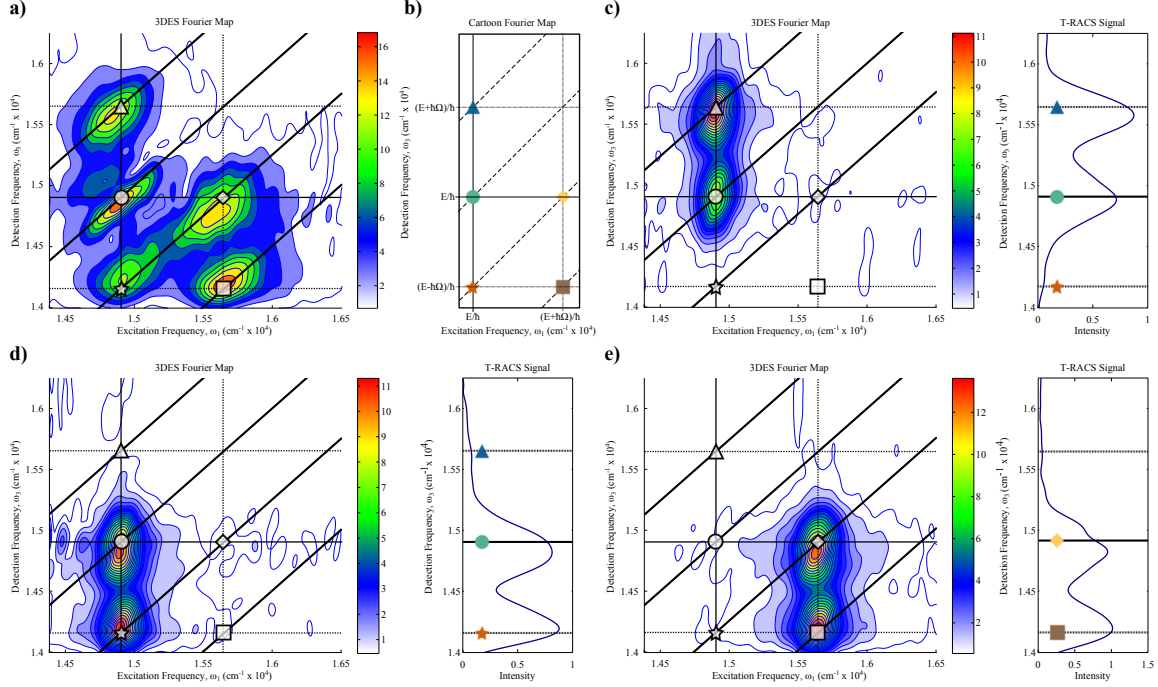 a)
3DES Fourier Map
Detection Frequency, ω₃ (cm⁻¹ x 10⁴)
1.6
1.55
1.5
1.45
1.4
1.45
1.5
1.55
1.6
1.65
Excitation Frequency, ω₁ (cm⁻¹ x 10⁴)
16
14
12
10
8
6
4
2
b)
Cartoon Fourier Map
Detection Frequency, ω₃ (cm⁻¹ x 10⁴)
(E+hΩ)/h
E/h
(E-hΩ)/h
E/h
(E+hΩ)/h
Excitation Frequency, ω₁ (cm⁻¹ x 10⁴)
c)
3DES Fourier Map
Detection Frequency, ω₃ (cm⁻¹ x 10⁴)
1.6
1.55
1.5
1.45
1.4
1.45
1.5
1.55
1.6
1.65
Excitation Frequency, ω₁ (cm⁻¹ x 10⁴)
11
10
9
8
7
6
5
4
3
2
1
T-RACS Signal
Detection Frequency, ω₃ (cm⁻¹ x 10⁴)
1.6
1.55
1.5
1.45
1.4
0
0.5
1
Intensity
d)
3DES Fourier Map
Detection Frequency, ω₃ (cm⁻¹ x 10⁴)
1.6
1.55
1.5
1.45
1.4
1.45
1.5
1.55
1.6
1.65
Excitation Frequency, ω₁ (cm⁻¹ x 10⁴)
11
10
9
8
7
6
5
4
3
2
1
T-RACS Signal
Detection Frequency, ω₃ (cm⁻¹ x 10⁴)
1.6
1.55
1.5
1.45
1.4
0
0.5
1
Intensity
e)
3DES Fourier Map
Detection Frequency, ω₃ (cm⁻¹ x 10⁴)
1.6
1.55
1.5
1.45
1.4
1.45
1.5
1.55
1.6
1.65
Excitation Frequency, ω₁ (cm⁻¹ x 10⁴)
12
10
8
6
4
2
T-RACS Signal
Detection Frequency, ω₃ (cm⁻¹ x 10⁴)
1.6
1.55
1.5
1.45
1.4
0
0.5
1
1.5
Intensity